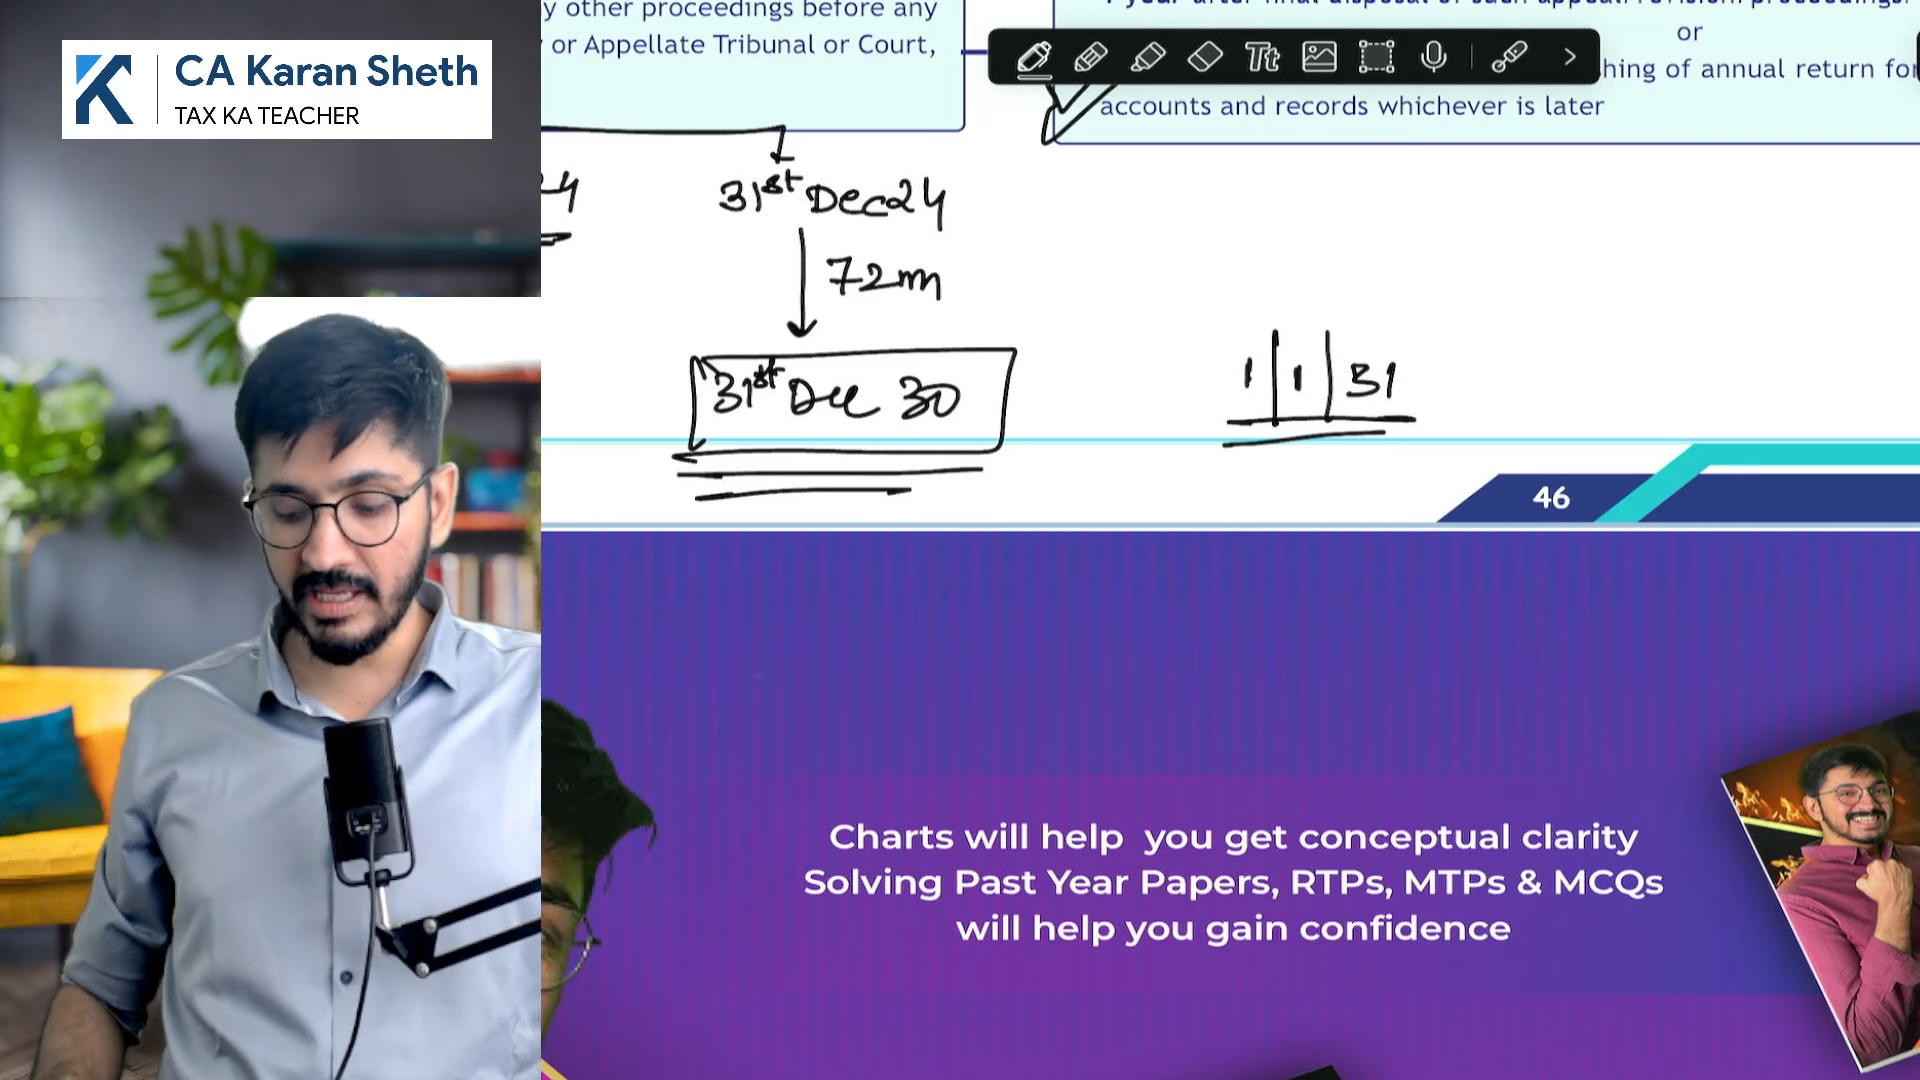 CA Karan Sheth
TAX KA TEACHER
y other proceedings before any
or Appellate Tribunal or Court,
or
hing of annual return for
accounts and records whichever is later
Tt
31st Dec24
72m
31st Dec 30
1|1|31
46
Charts will help you get conceptual clarity
Solving Past Year Papers, RTPs, MTPs & MCQs
will help you gain confidence